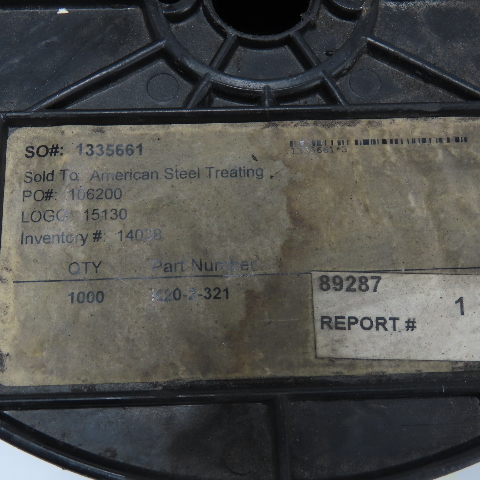 SO#: 1335661
Sold To: American Steel Treating
PO#: 106200
LOGG: 15130
Inventory #:
QTY Part Number
1000
89287
REPORT # 1